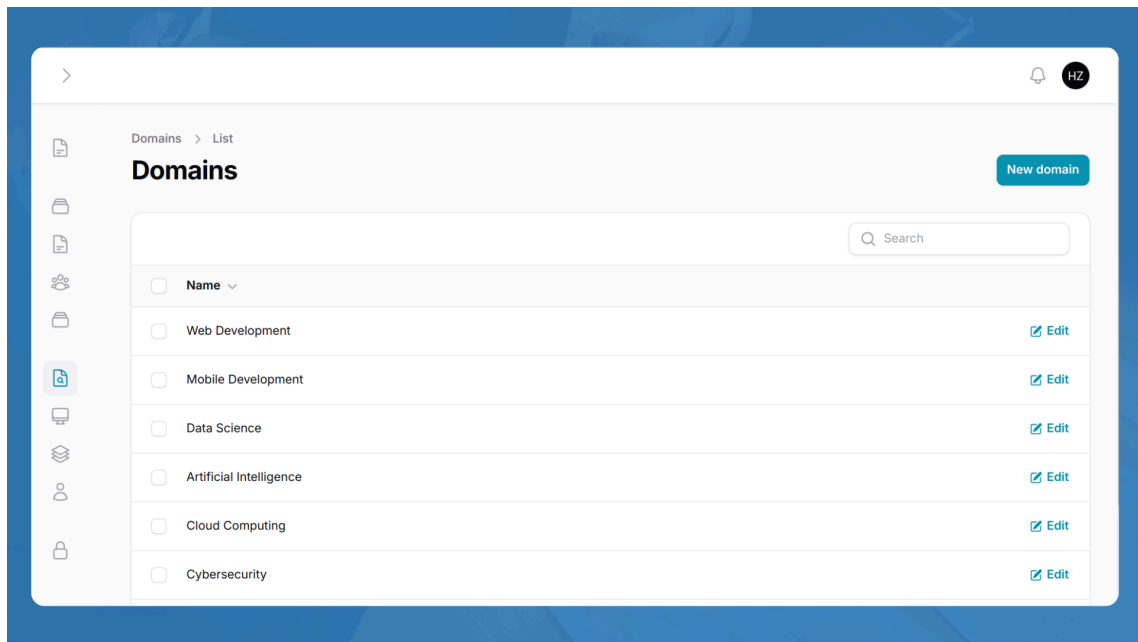 HZ
Domains > List
Domains
New domain
Search
Name
Web Development Edit
Mobile Development Edit
Data Science Edit
Artificial Intelligence Edit
Cloud Computing Edit
Cybersecurity Edit